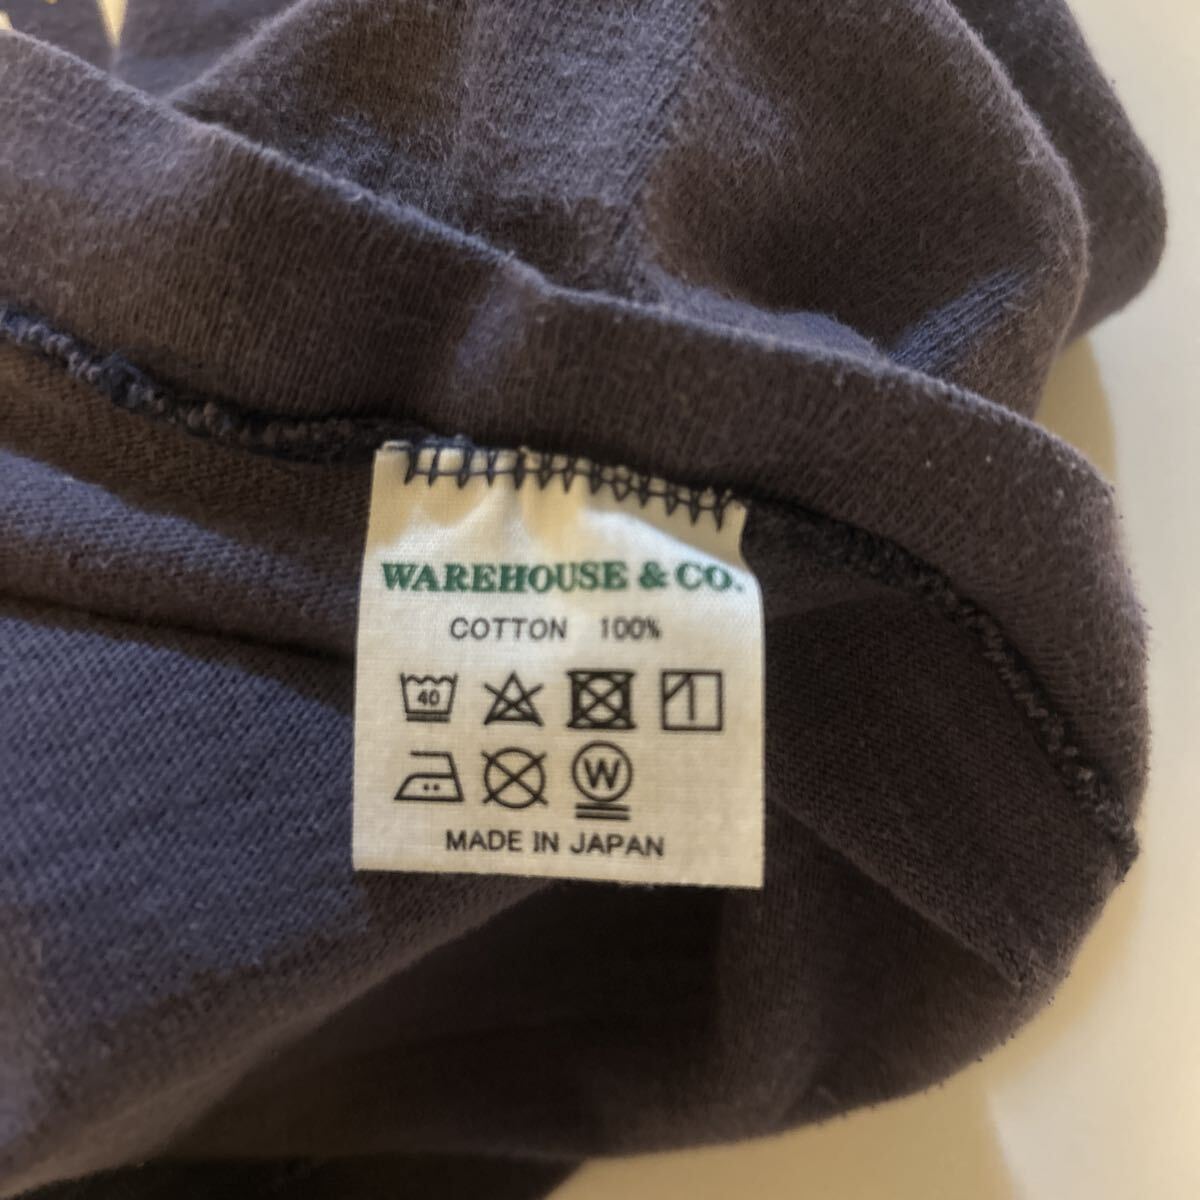 WAREHOUSE & CO.
COTTON 100%
40
W
MADE IN JAPAN